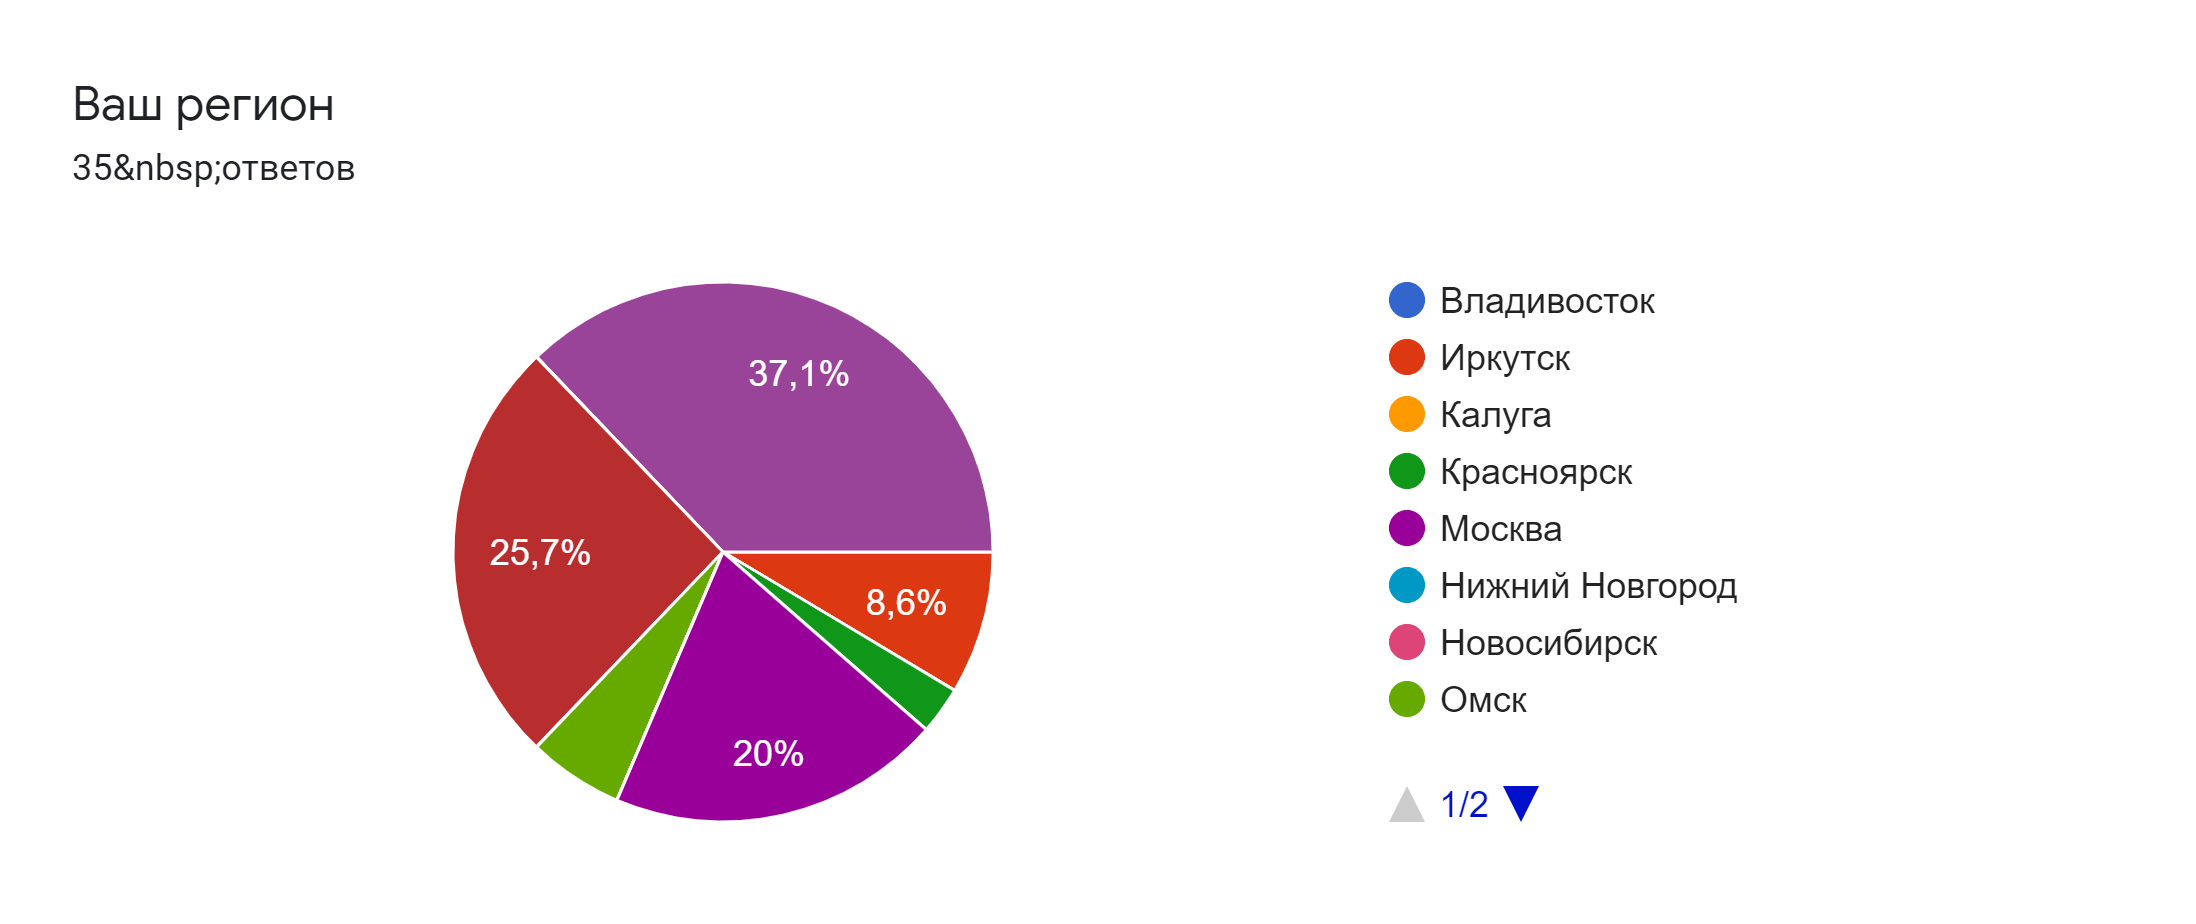 Ваш регион
35&nbsp;ответов
37,1%
25,7%
8,6%
20%
Владивосток
Иркутск
Калуга
Красноярск
Москва
Нижний Новгород
Новосибирск
Омск
1/2